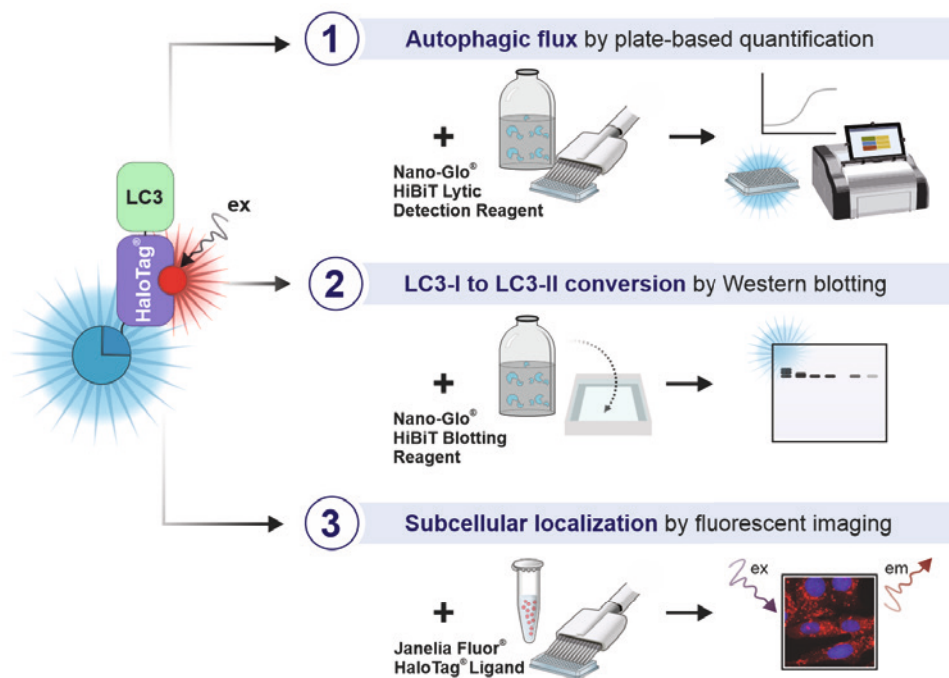 1
Autophagic flux by plate-based quantification
+
Nano-Glo®
HiBiT Lytic
Detection Reagent
LC3
HaloTag®
ex
2
LC3-I to LC3-II conversion by Western blotting
+
Nano-Glo®
HiBiT Blotting
Reagent
3
Subcellular localization by fluorescent imaging
+
Janelia Fluor®
HaloTag® Ligand
ex
em